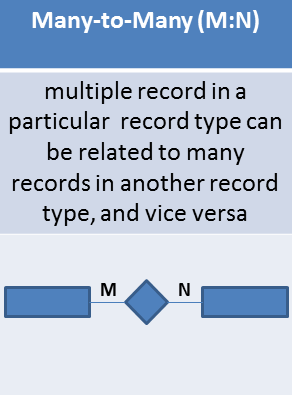 Many-to-Many (M:N)
multiple record in a
particular record type can
be related to many
records in another record
type, and vice versa
M N